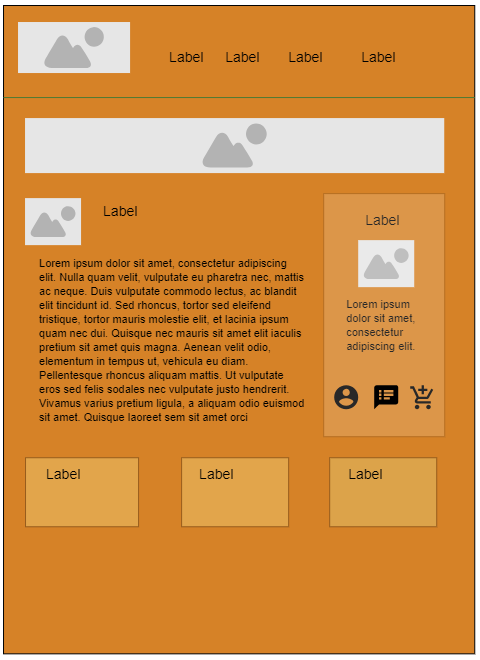 Label Label Label Label
Label
Lorem ipsum dolor sit amet, consectetur adipiscing
elit. Nulla quam velit, vulputate eu pharetra nec, mattis
ac neque. Duis vulputate commodo lectus, ac blandit
elit tincidunt id. Sed rhoncus, tortor sed eleifend
tristique, tortor mauris molestie elit, et lacinia ipsum
quam nec dui. Quisque nec mauris sit amet elit iaculis
pretium sit amet quis magna. Aenean velit odio,
elementum in tempus ut, vehicula eu diam.
Pellentesque rhoncus aliquam mattis. Ut vulputate
eros sed felis sodales nec vulputate justo hendrerit.
Vivamus varius pretium ligula, a aliquam odio euismod
sit amet. Quisque laoreet sem sit amet orci
Label
Lorem ipsum
dolor sit amet,
consectetur
adipiscing elit.
Label Label Label